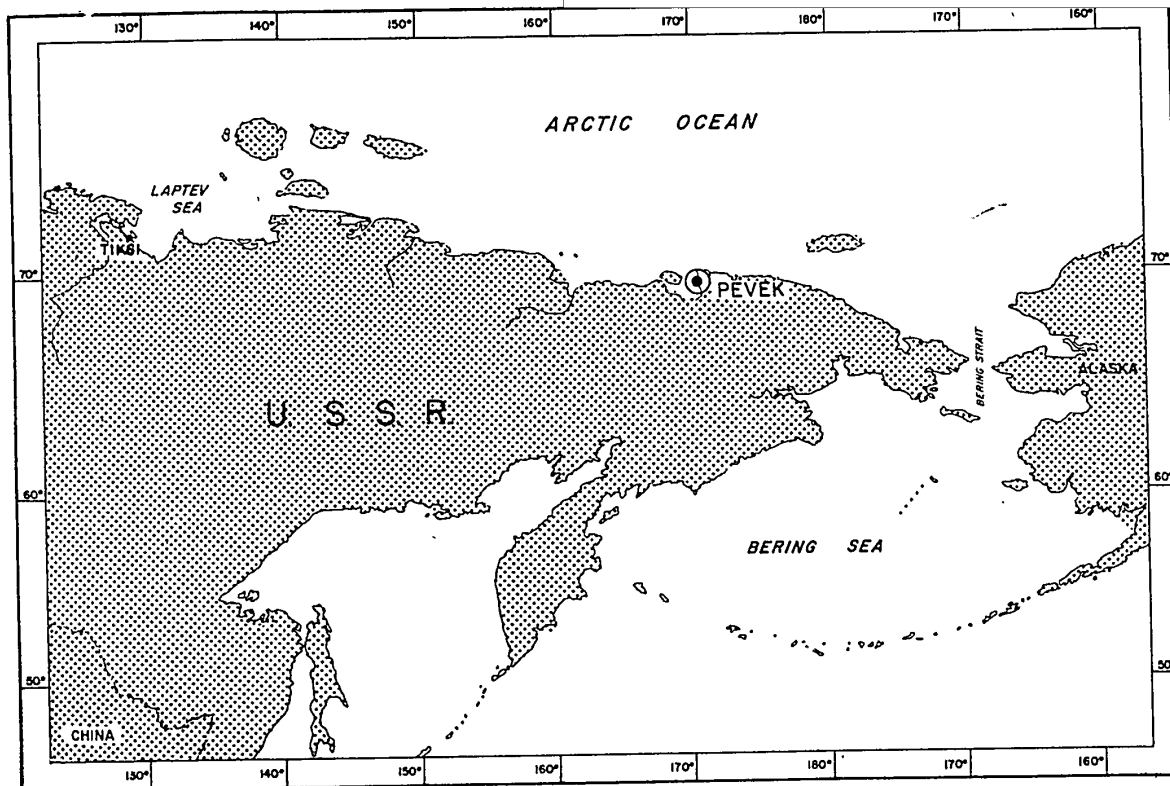 130° 140° 150° 160° 170° 180° 170° 160°
ARCTIC OCEAN
LAPTEV
SEA
TIKSI
70° 70°
PEVEK
BERING STRAIT
ALASKA
U. S. S. R.
60° 60°
BERING SEA
50° 50°
CHINA
130° 140° 150° 160° 170° 180° 170° 160°